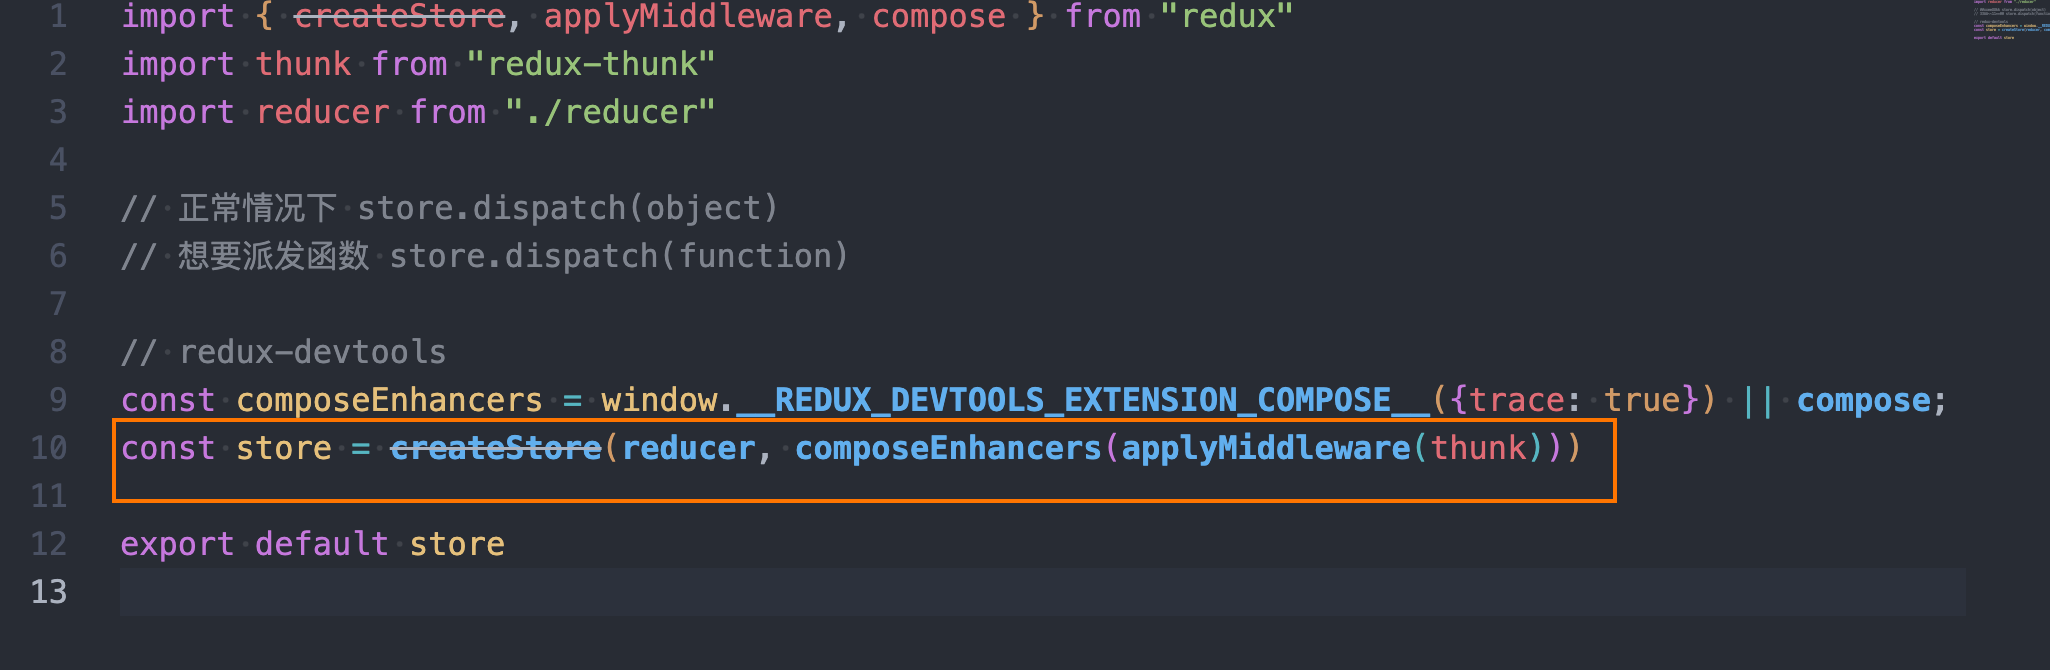 1 import { createStore, applyMiddleware, compose } from "redux"
2 import thunk from "redux-thunk"
3 import reducer from "./reducer"
4
5 // 正常情况下 store.dispatch(object)
6 // 想要派发函数 store.dispatch(function)
7
8 // redux-devtools
9 const composeEnhancers = window.__REDUX_DEVTOOLS_EXTENSION_COMPOSE__({trace: true}) || compose;
10 const store = createStore(reducer, composeEnhancers(applyMiddleware(thunk)))
11
12 export default store
13